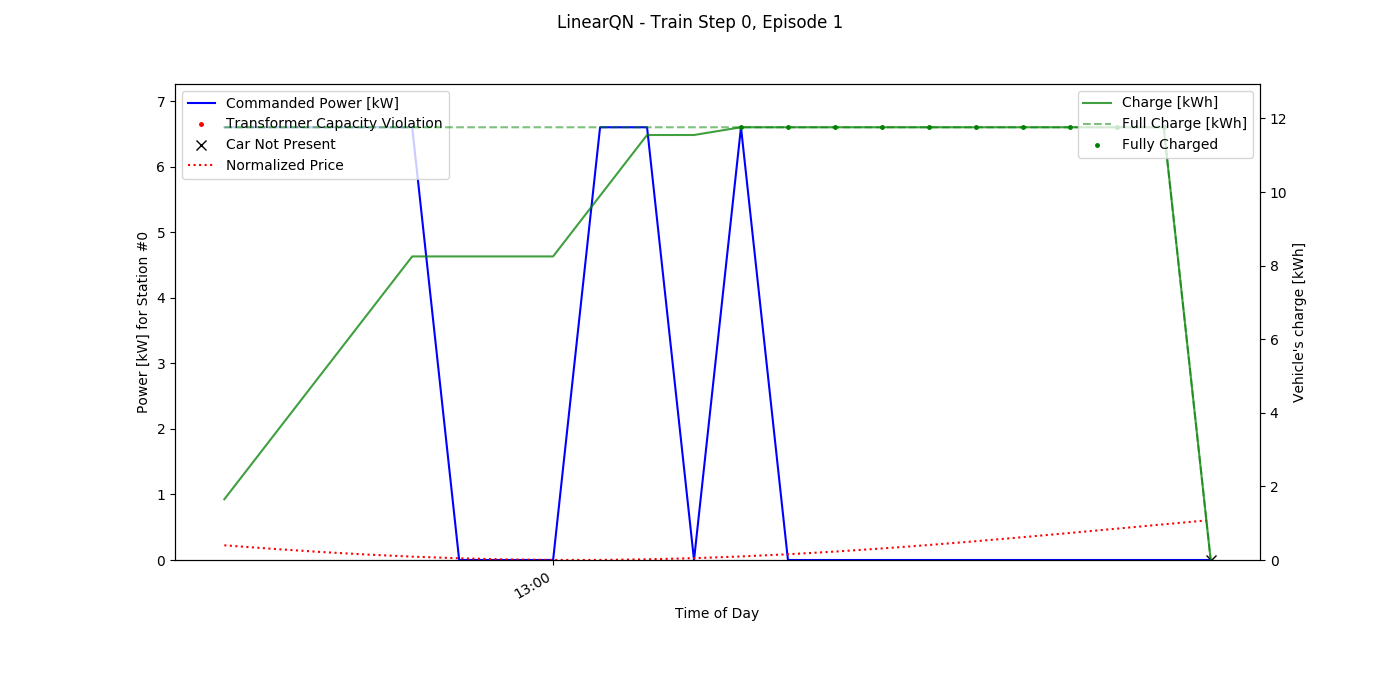 LinearQN - Train Step 0, Episode 1
Commanded Power [kW]
Transformer Capacity Violation
Car Not Present
Normalized Price
Charge [kWh]
Full Charge [kWh]
Fully Charged
7
6
5
4
3
2
1
0
Power [kW] for Station #0
12
10
8
6
4
2
0
Vehicle's charge [kWh]
13:00
Time of Day